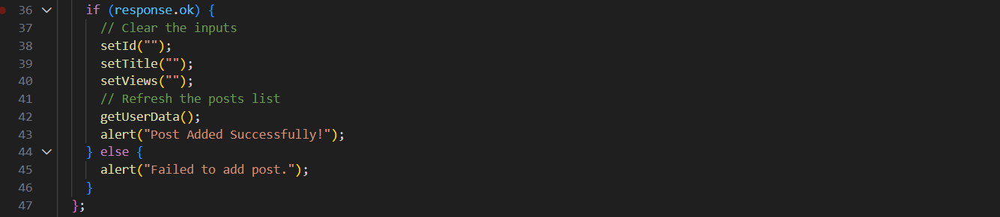 36 if (response.ok) {
37 // Clear the inputs
38 setId("");
39 setTitle("");
40 setViews("");
41 // Refresh the posts list
42 getUserData();
43 alert("Post Added Successfully!");
44 } else {
45 alert("Failed to add post.");
46 }
47 };